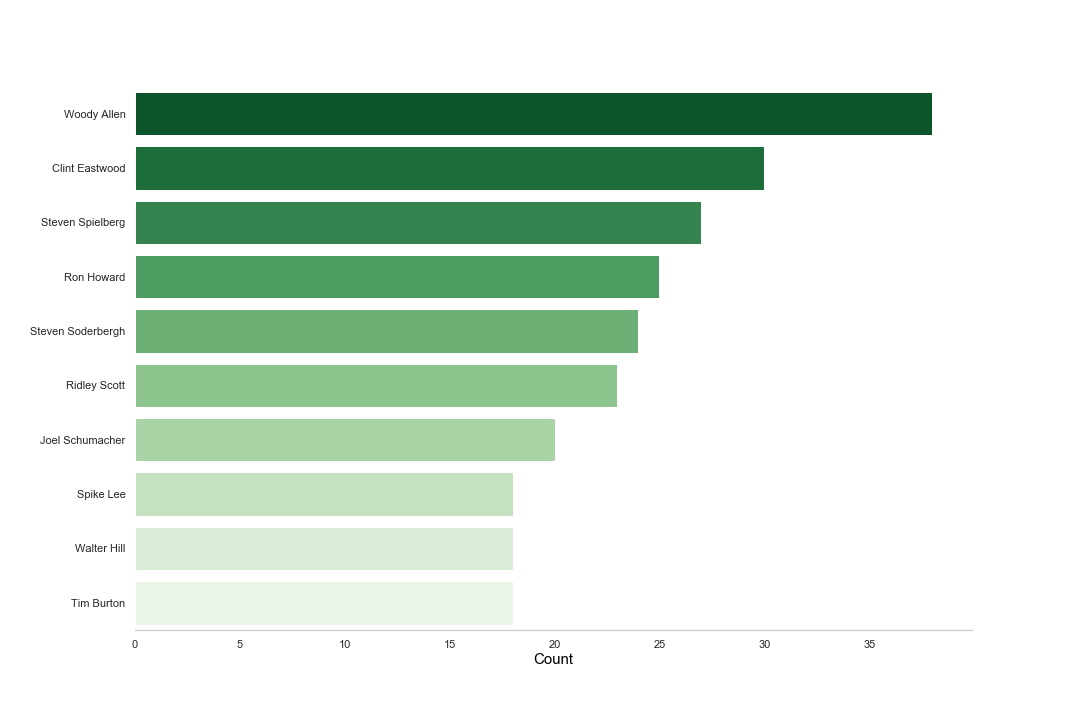 Woody Allen
Clint Eastwood
Steven Spielberg
Ron Howard
Steven Soderbergh
Ridley Scott
Joel Schumacher
Spike Lee
Walter Hill
Tim Burton
0 5 10 15 20 25 30 35
Count